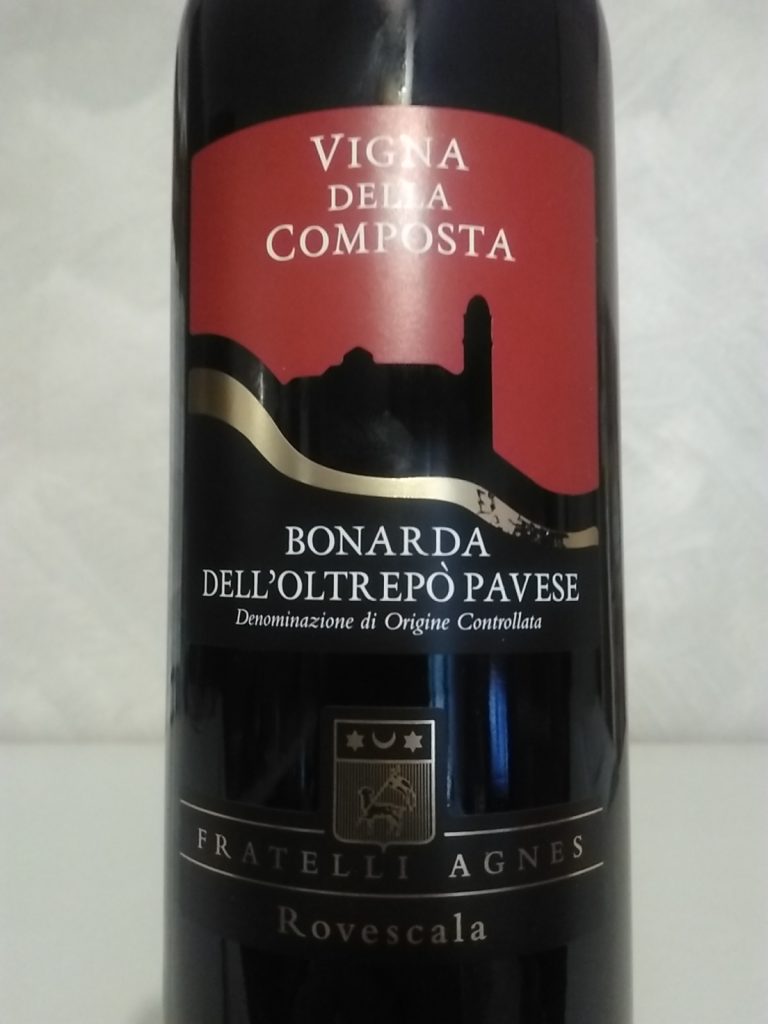 VIGNA
DELLA
COMPOSTA
BONARDA
DELL'OLTREPÒ PAVESE
Denominazione di Origine Controllata
FRATELLI AGNES
Rovescala